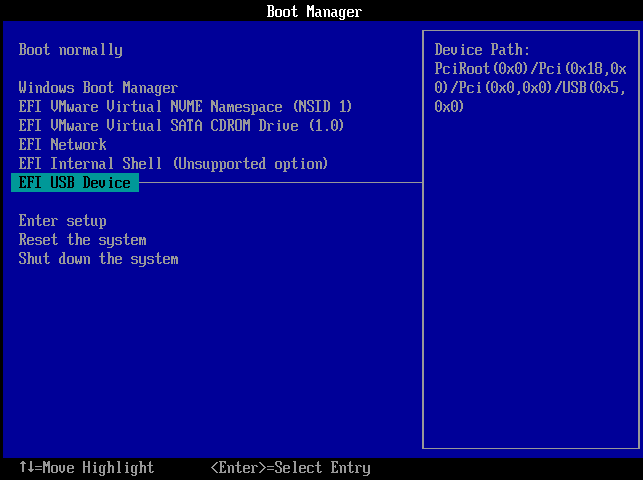 Boot Manager
Boot normally
Windows Boot Manager
EFI VMware Virtual NVME Namespace (NSID 1)
EFI VMware Virtual SATA CDROM Drive (1.0)
EFI Network
EFI Internal Shell (Unsupported option)
EFI USB Device
Enter setup
Reset the system
Shut down the system
Device Path:
PciRoot(0x0)/Pci(0x18,0x
0)/Pci(0x0,0x0)/USB(0x5,
0x0)
↑↓=Move Highlight <Enter>=Select Entry